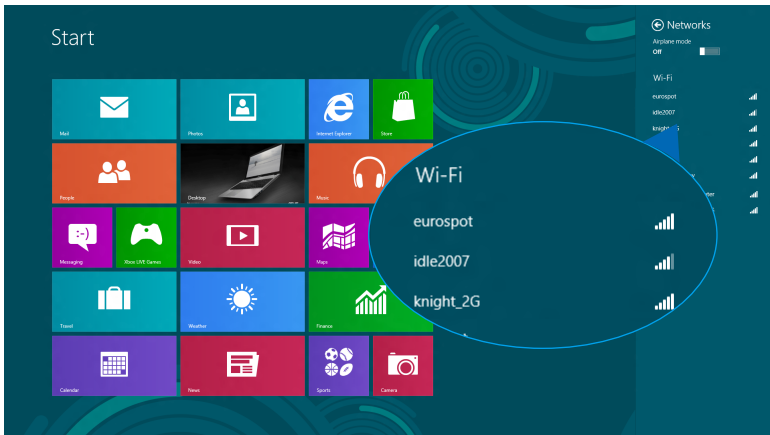 Start
Networks
Airplane mode
Off
Wi-Fi
eurospot
idle2007
Mail
Photos
Internet Explorer
Store
People
Desktop
Music
Messaging
Xbox LIVE Games
Video
Maps
Travel
Weather
Finance
Calendar
News
Sports
Camera
Wi-Fi
eurospot
idle2007
knight_2G